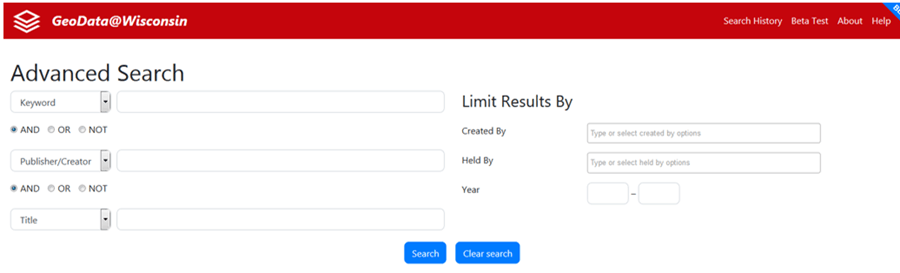 GeoData@Wisconsin
Search History Beta Test About Help
Advanced Search
Keyword
AND OR NOT
Publisher/Creator
AND OR NOT
Title
Limit Results By
Created By Type or select created by options
Held By Type or select held by options
Year –
Search Clear search